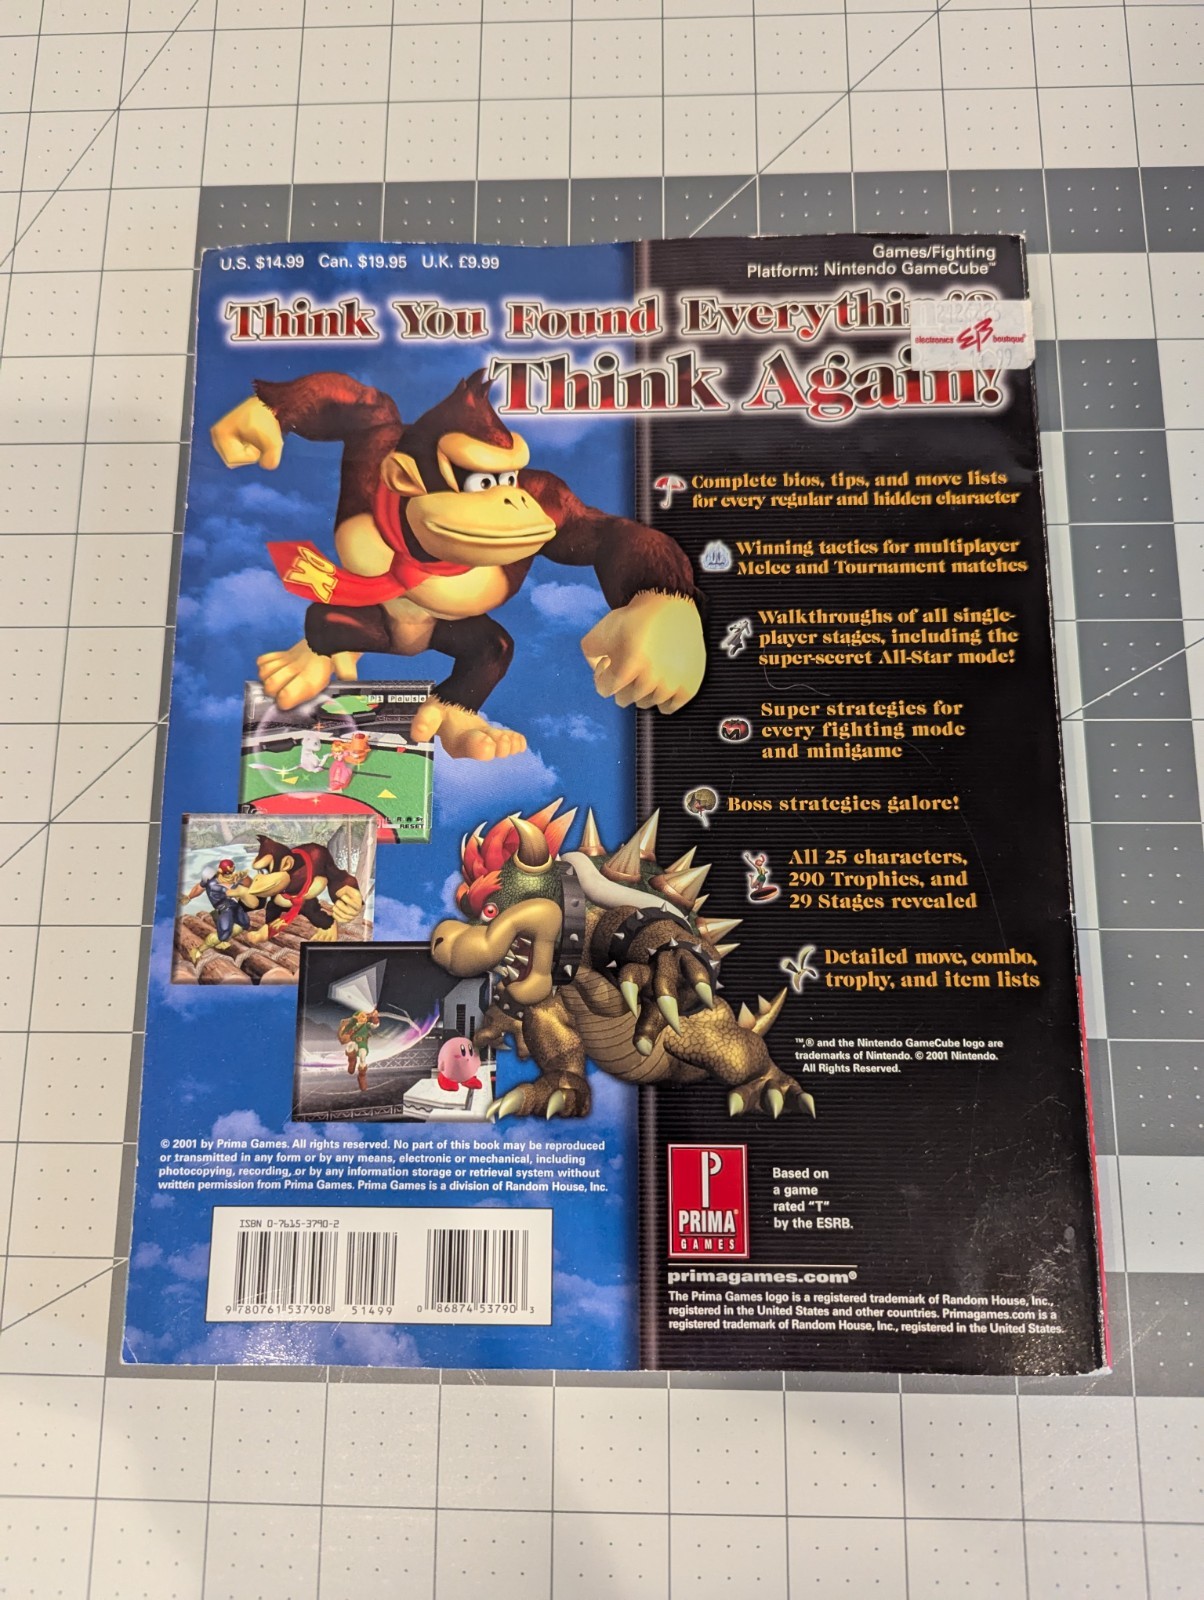 U.S. $14.99 Can. $19.95 U.K. £9.99
Games/Fighting
Platform: Nintendo GameCube™
Think You Found
Think Again!
electronics EB boutique®
Complete bios, tips, and move lists
for every regular and hidden character
Winning tactics for multiplayer
Melee and Tournament matches
Walkthroughs of all single-
player stages, including the
super-secret All-Star mode!
Super strategies for
every fighting mode
and minigame
Boss strategies galore!
All 25 characters,
290 Trophies, and
29 Stages revealed
Detailed move, combo,
trophy, and item lists
DK
Pause
RESET
™,® and the Nintendo GameCube logo are
trademarks of Nintendo. © 2001 Nintendo.
All Rights Reserved.
© 2001 by Prima Games. All rights reserved. No part of this book may be reproduced
or transmitted in any form or by any means, electronic or mechanical, including
photocopying, recording, or by any information storage or retrieval system without
written permission from Prima Games. Prima Games is a division of Random House, Inc.
ISBN 0-7615-3790-2
9 780761 537908 51499 0 86874 53790 3
PRIMA®
GAMES
Based on
a game
rated “T”
by the ESRB.
primagames.com®
The Prima Games logo is a registered trademark of Random House, Inc.,
registered in the United States and other countries. Primagames.com is a
registered trademark of Random House, Inc., registered in the United States.